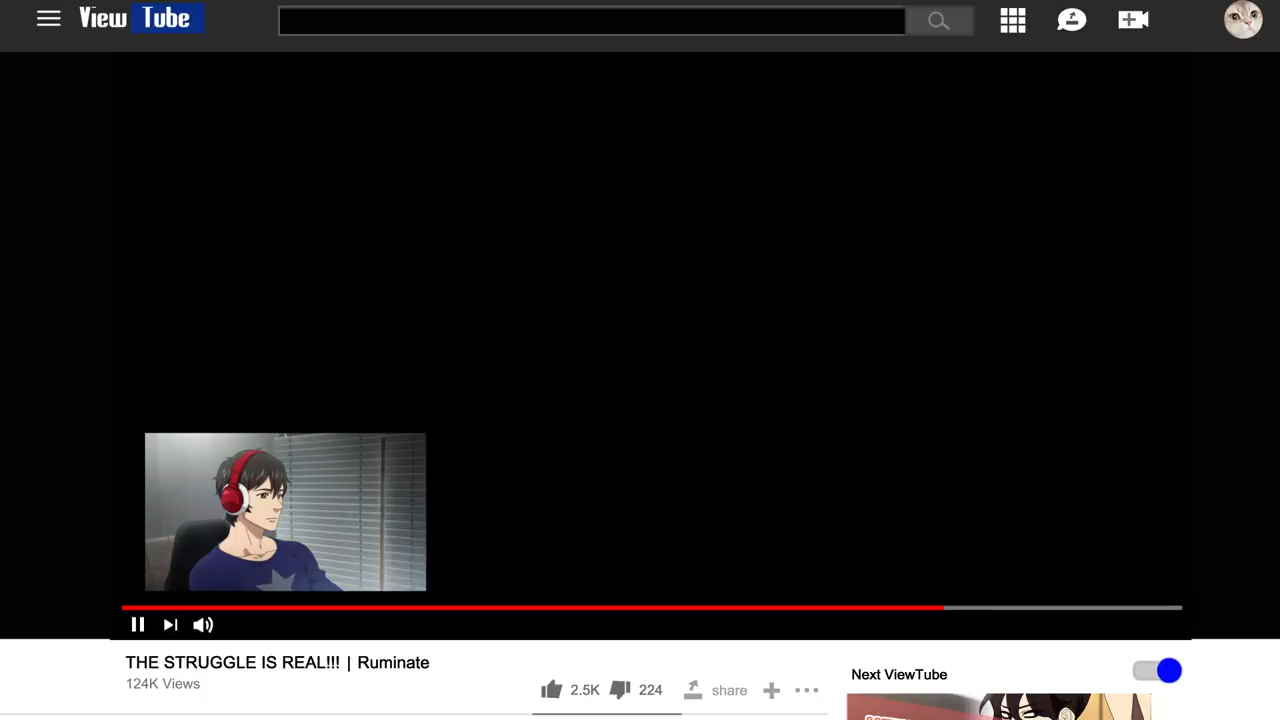 View Tube
THE STRUGGLE IS REAL!!! | Ruminate
124K Views
2.5K
224
share
Next ViewTube